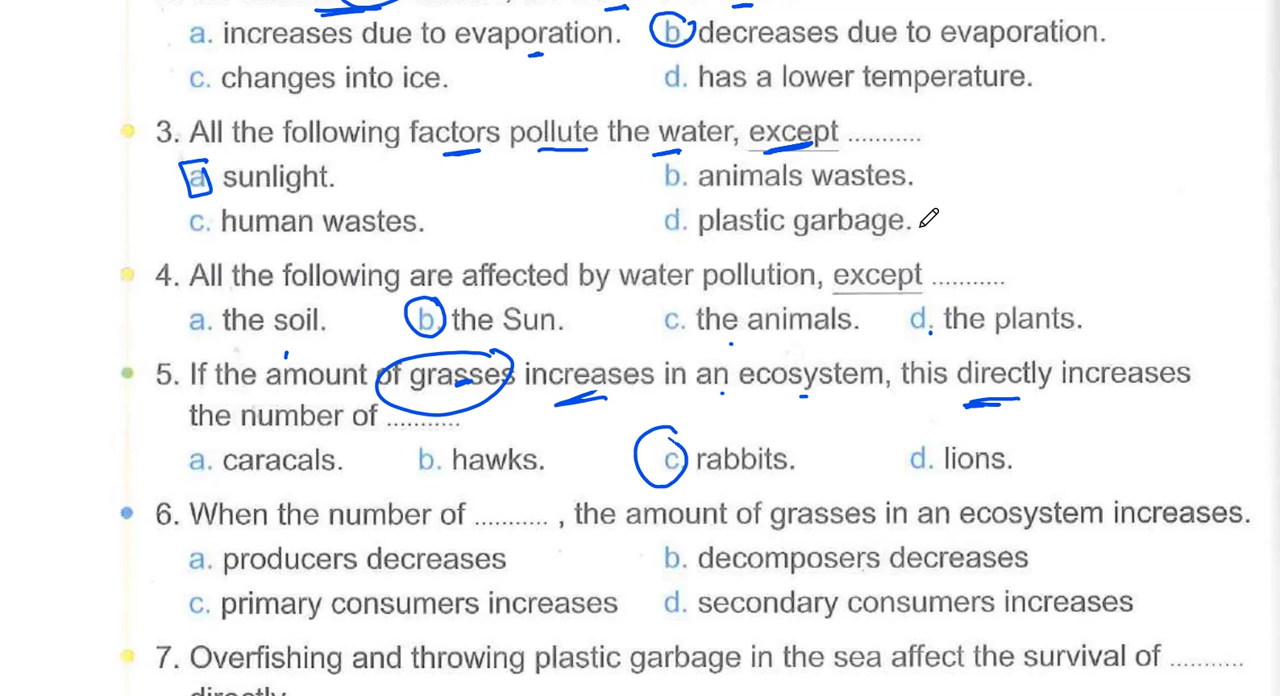 a. increases due to evaporation. b. decreases due to evaporation.
c. changes into ice. d. has a lower temperature.
3. All the following factors pollute the water, except ...........
a. sunlight. b. animals wastes.
c. human wastes. d. plastic garbage.
4. All the following are affected by water pollution, except ...........
a. the soil. b. the Sun. c. the animals. d. the plants.
5. If the amount of grasses increases in an ecosystem, this directly increases
the number of ...........
a. caracals. b. hawks. c. rabbits. d. lions.
6. When the number of ........... , the amount of grasses in an ecosystem increases.
a. producers decreases b. decomposers decreases
c. primary consumers increases d. secondary consumers increases
7. Overfishing and throwing plastic garbage in the sea affect the survival of ...........